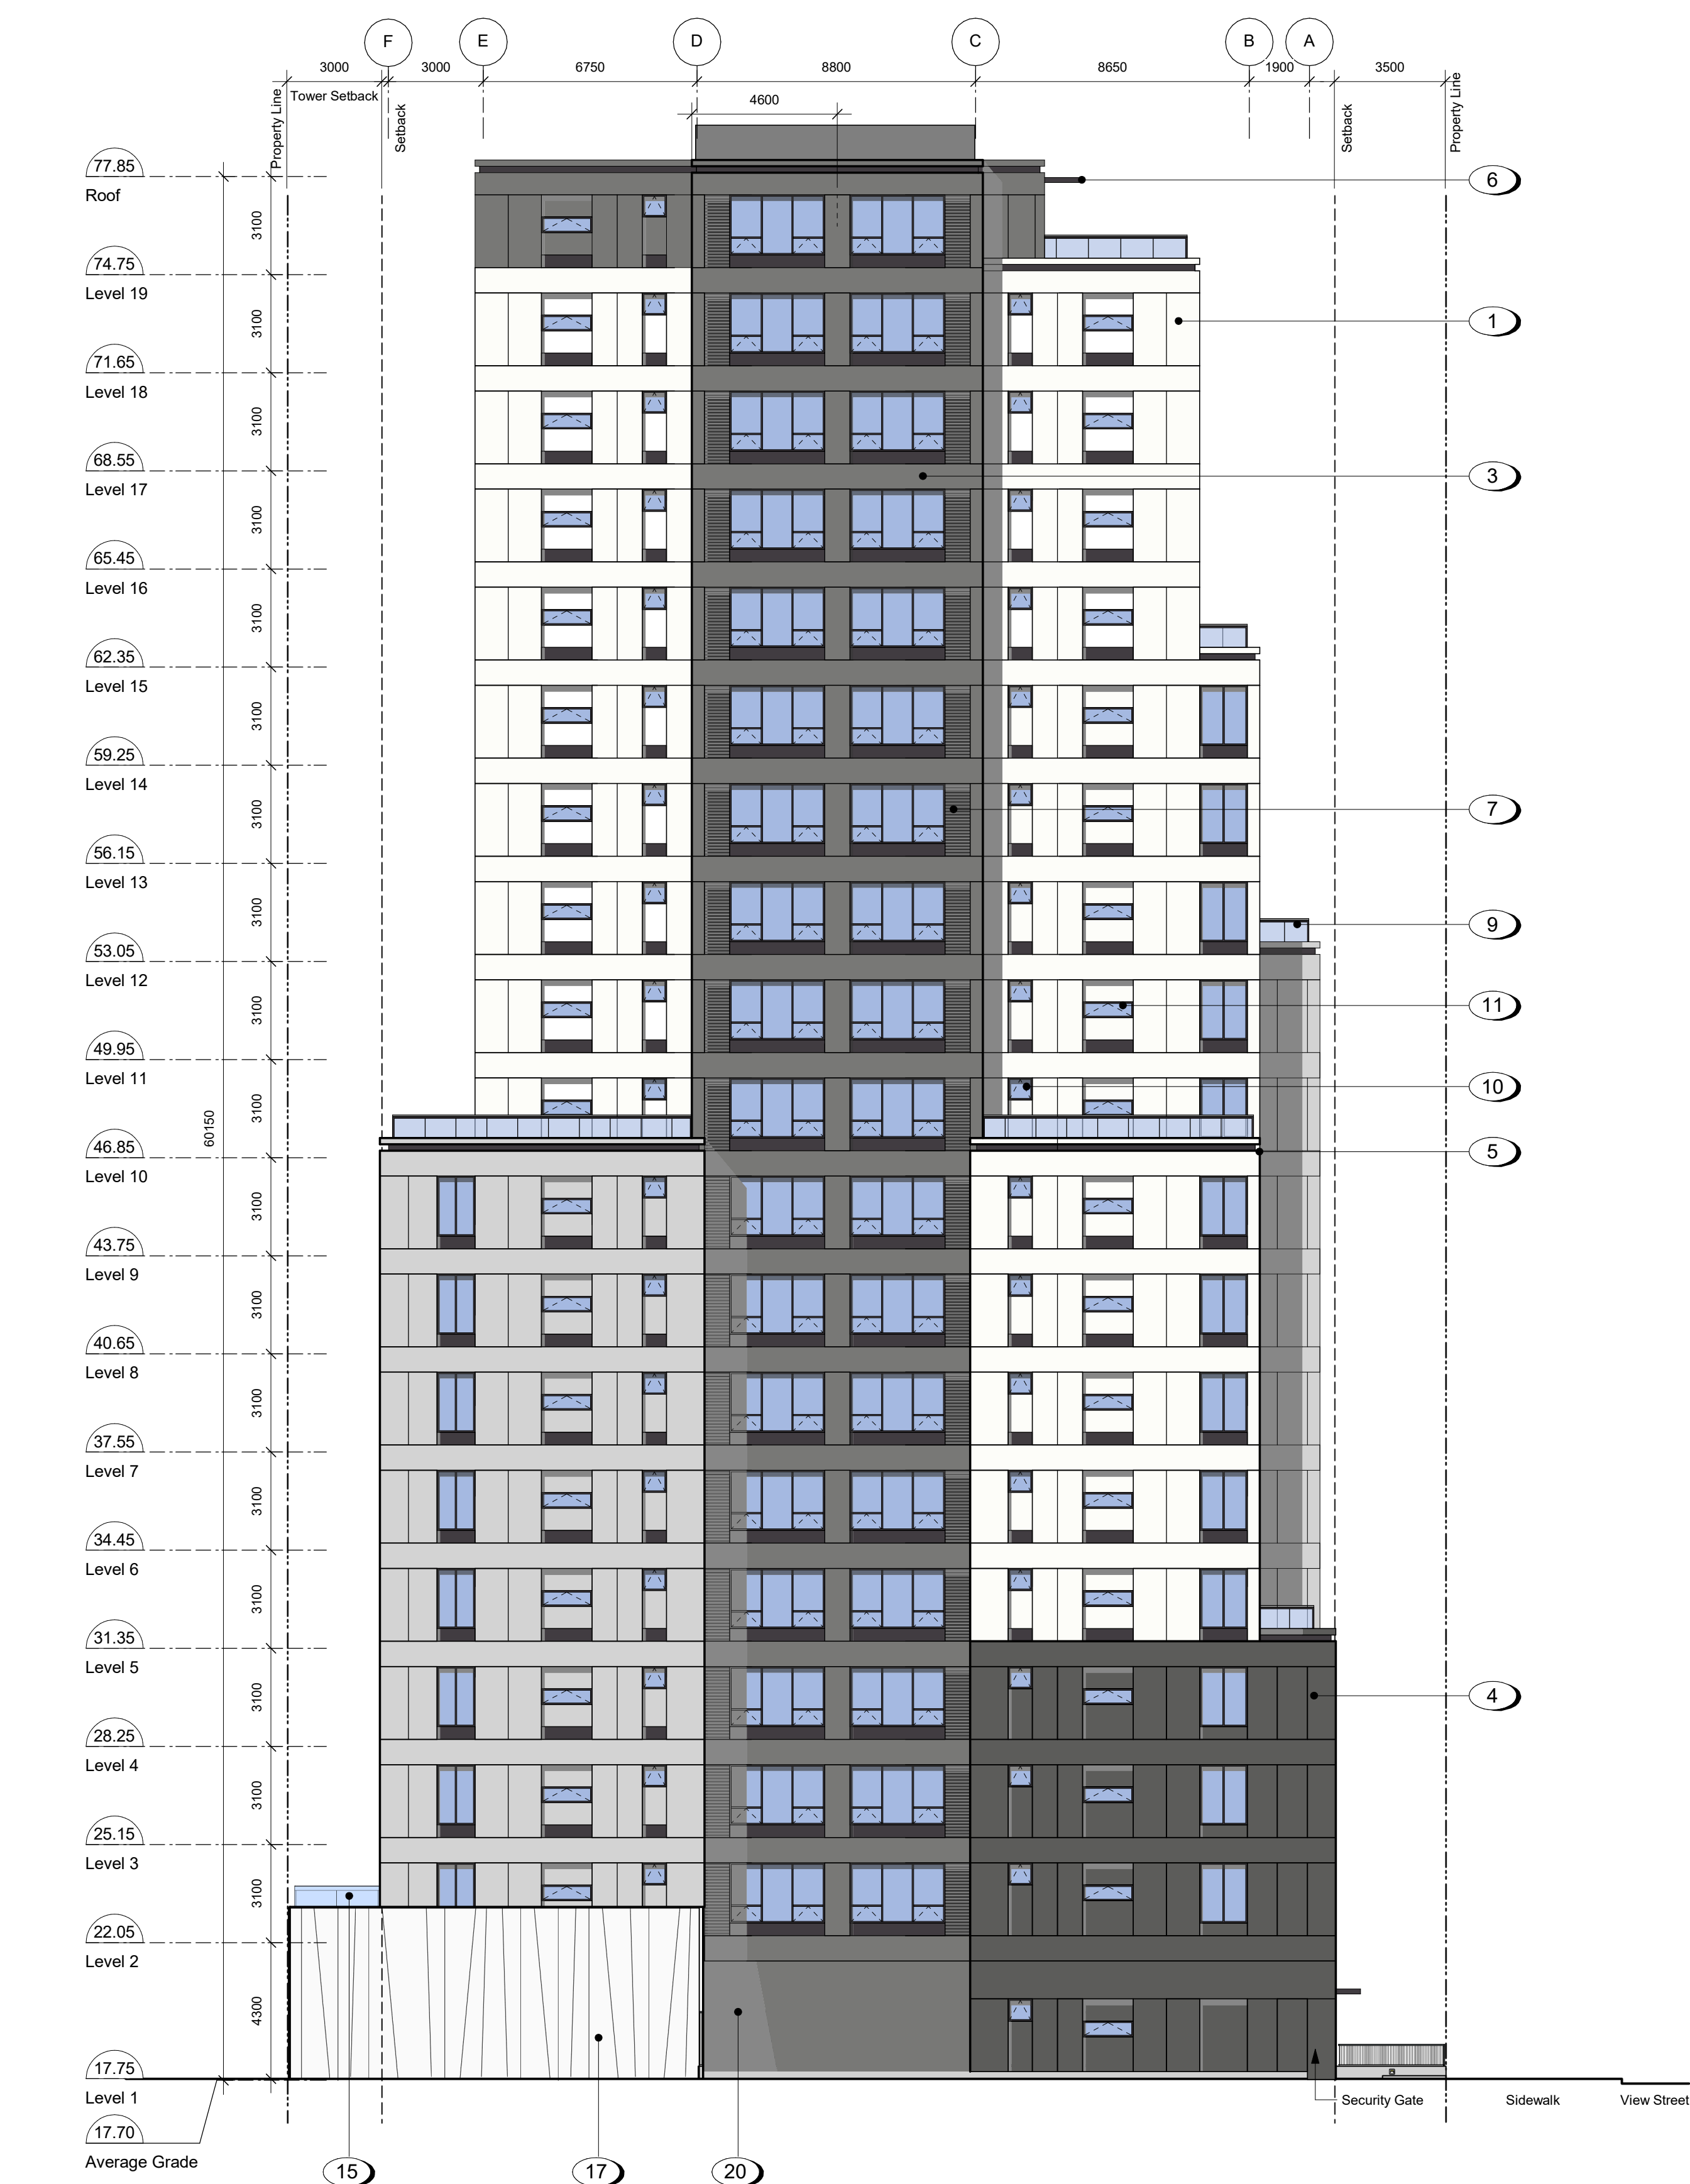 F E D C B A
3000 3000 6750 8800 8650 1900 3500
Tower Setback
4600
Property Line
Setback
Setback
Property Line
77.85
Roof
6
3100
74.75
Level 19
3100
1
71.65
Level 18
3100
68.55
Level 17
3
3100
65.45
Level 16
3100
62.35
Level 15
3100
59.25
Level 14
3100
7
56.15
Level 13
3100
9
53.05
Level 12
3100
11
49.95
Level 11
3100
10
60150
46.85
Level 10
5
3100
43.75
Level 9
3100
40.65
Level 8
3100
37.55
Level 7
3100
34.45
Level 6
3100
31.35
Level 5
3100
4
28.25
Level 4
3100
25.15
Level 3
3100
22.05
Level 2
4300
17.75
Level 1
Security Gate
Sidewalk
View Street
17.70
Average Grade
15
17
20